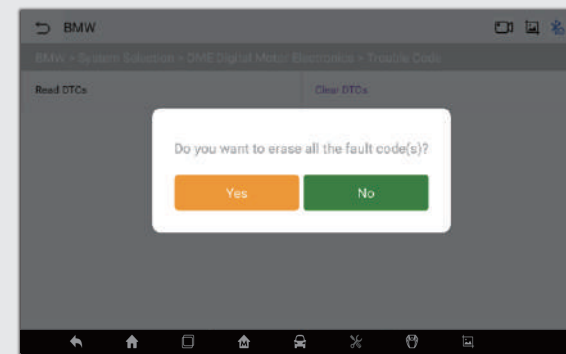 BMW
BMW > System Selection > DME Digital Motor Electronics > Trouble Code
Read DTCs
Clear DTCs
Do you want to erase all the fault code(s)?
Yes
No